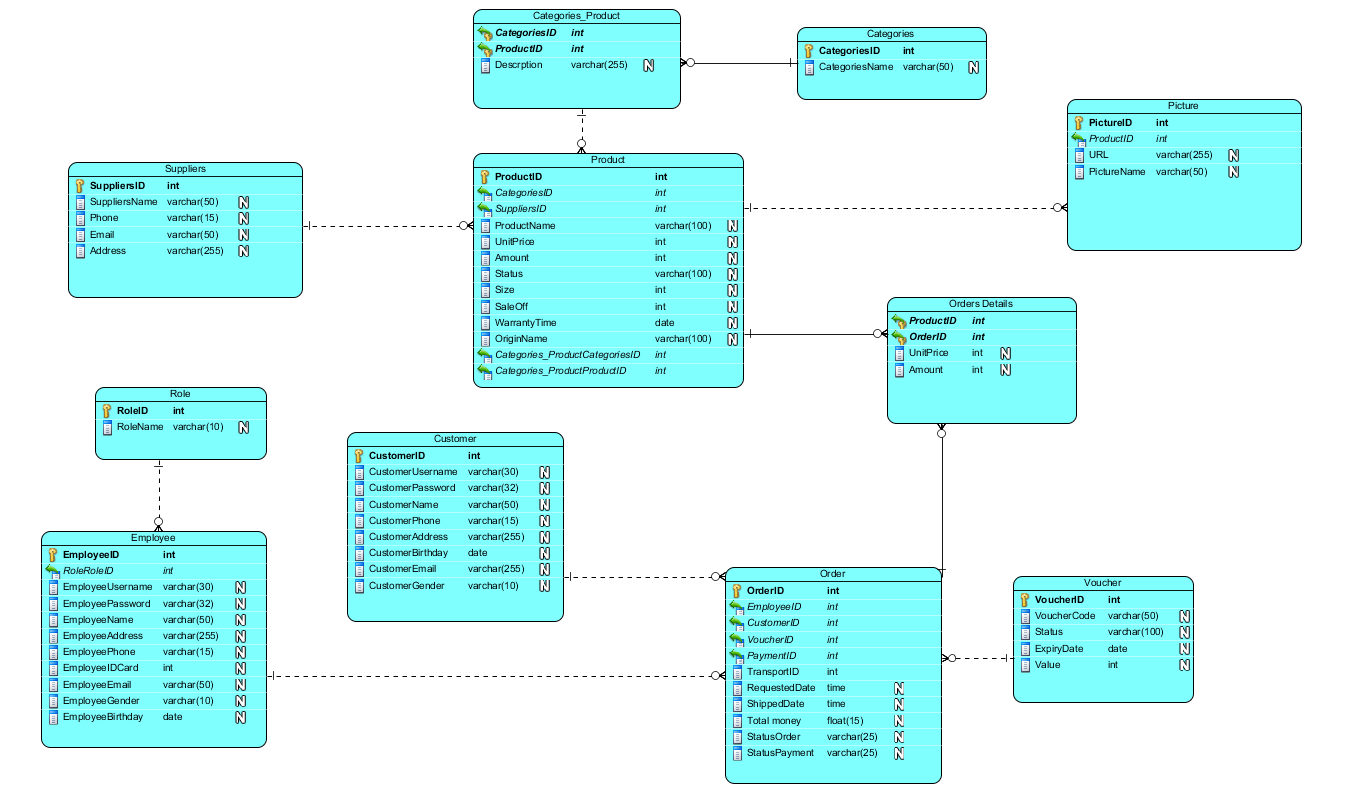 Categories_Product
CategoriesID int
ProductID int
Descrption varchar(255) N
Categories
CategoriesID int
CategoriesName varchar(50) N
Picture
PictureID int
ProductID int
URL varchar(255) N
PictureName varchar(50) N
Suppliers
SuppliersID int
SuppliersName varchar(50) N
Phone varchar(15) N
Email varchar(50) N
Address varchar(255) N
Product
ProductID int
CategoriesID int
SuppliersID int
ProductName varchar(100) N
UnitPrice int N
Amount int N
Status varchar(100) N
Size int N
SaleOff int N
WarrantyTime date N
OriginName varchar(100) N
Categories_ProductCategoriesID int
Categories_ProductProductID int
Orders Details
ProductID int
OrderID int
UnitPrice int N
Amount int N
Role
RoleID int
RoleName varchar(10) N
Customer
CustomerID int
CustomerUsername varchar(30) N
CustomerPassword varchar(32) N
CustomerName varchar(50) N
CustomerPhone varchar(15) N
CustomerAddress varchar(255) N
CustomerBirthday date N
CustomerEmail varchar(255) N
CustomerGender varchar(10) N
Employee
EmployeeID int
RoleRoleID int
EmployeeUsername varchar(30) N
EmployeePassword varchar(32) N
EmployeeName varchar(50) N
EmployeeAddress varchar(255) N
EmployeePhone varchar(15) N
EmployeeIDCard int N
EmployeeEmail varchar(50) N
EmployeeGender varchar(10) N
EmployeeBirthday date N
Order
OrderID int
EmployeeID int
CustomerID int
VoucherID int
PaymentID int
TransportID int
RequestedDate time N
ShippedDate time N
Total money float(15) N
StatusOrder varchar(25) N
StatusPayment varchar(25) N
Voucher
VoucherID int
VoucherCode varchar(50) N
Status varchar(100) N
ExpiryDate date N
Value int N